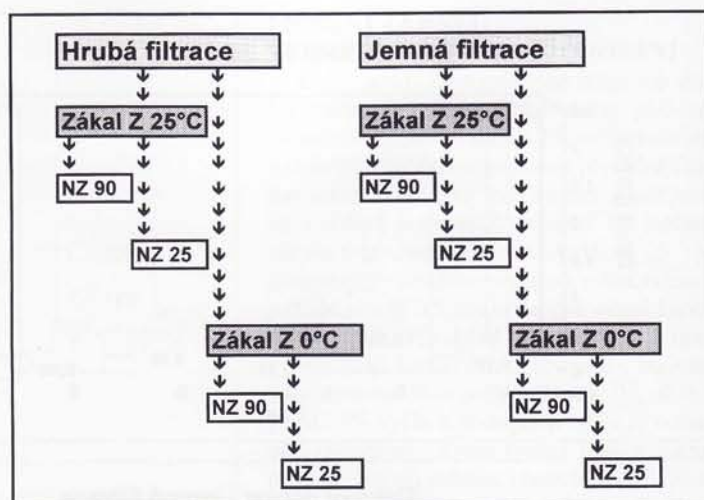 Hrubá filtrace
Jemná filtrace
Zákal Z 25°C
Zákal Z 25°C
NZ 90
NZ 90
NZ 25
NZ 25
Zákal Z 0°C
Zákal Z 0°C
NZ 90
NZ 90
NZ 25
NZ 25